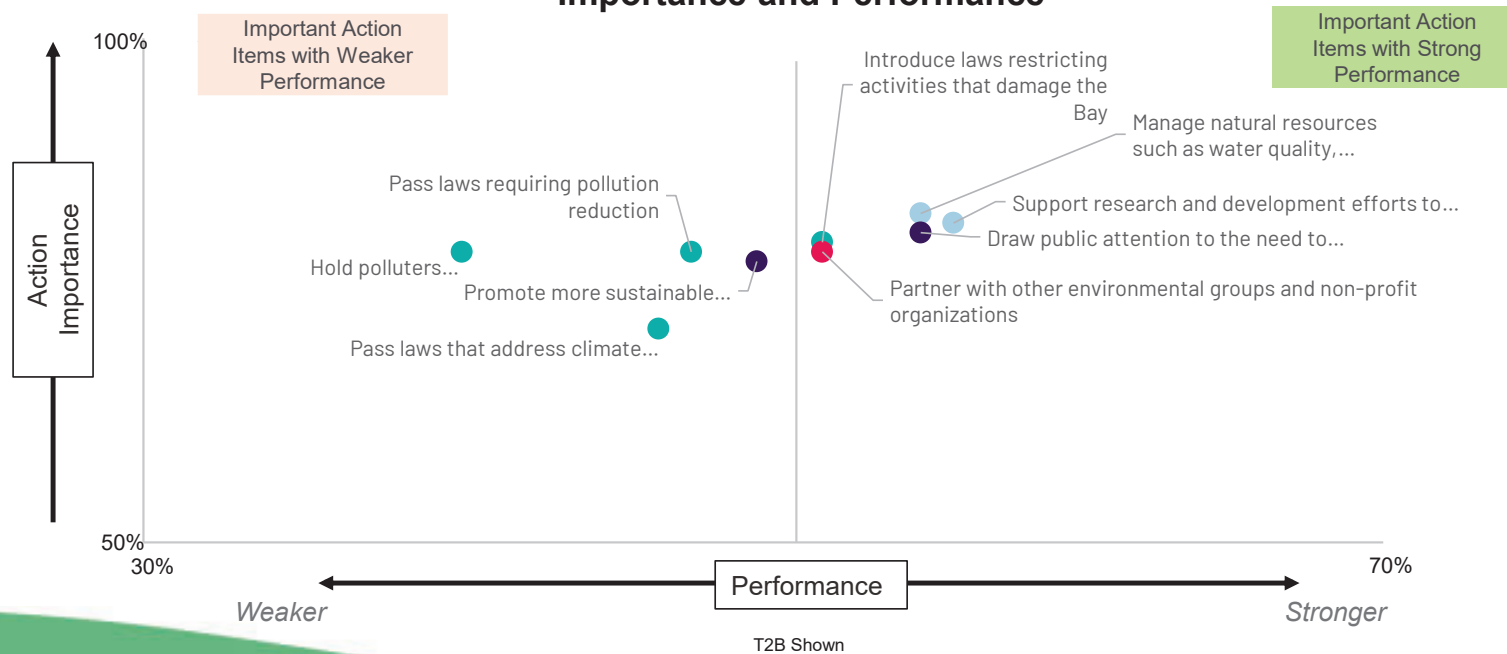 Importance and Performance
Important Action
Items with Weaker
Performance
Important Action
Items with Strong
Performance
100%
Introduce laws restricting
activities that damage the
Bay
Manage natural resources
such as water quality,...
Pass laws requiring pollution
reduction
Support research and development efforts to...
Draw public attention to the need to...
Hold polluters...
Promote more sustainable...
Partner with other environmental groups and non-profit
organizations
Pass laws that address climate...
Action
Importance
50%
30%
70%
Performance
Weaker
Stronger
T2B Shown